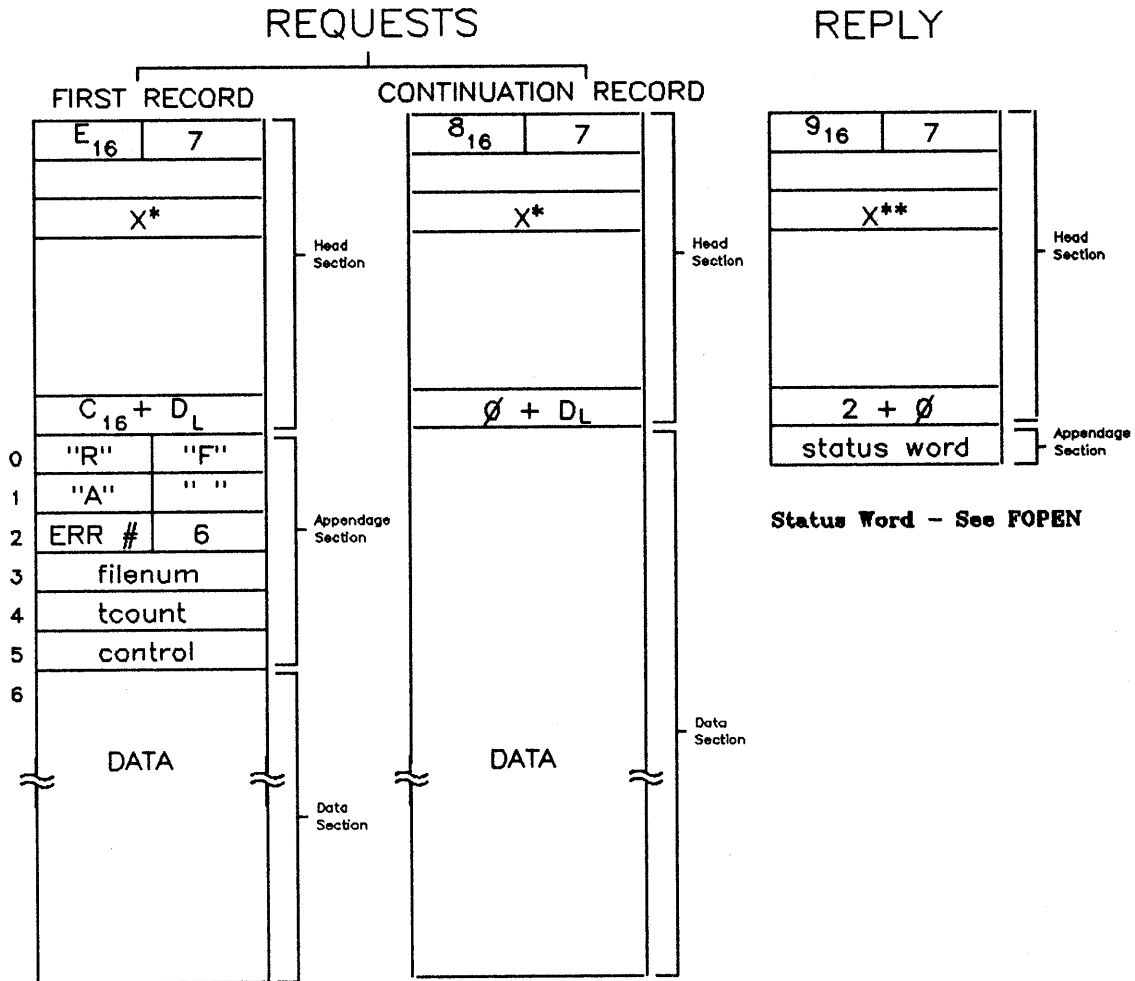 REQUESTS
FIRST RECORD
E₁₆ 7
X*
C₁₆ + D_L
Head
Section
0 "R" "F"
1 "A" " "
2 ERR # 6
3 filenum
4 tcount
5 control
6
Appendage
Section
DATA
Data
Section
CONTINUATION RECORD
8₁₆ 7
X*
Ø + D_L
Head
Section
DATA
Data
Section
REPLY
9₁₆ 7
X**
2 + Ø
Head
Section
status word
Appendage
Section
Status Word - See FOPEN